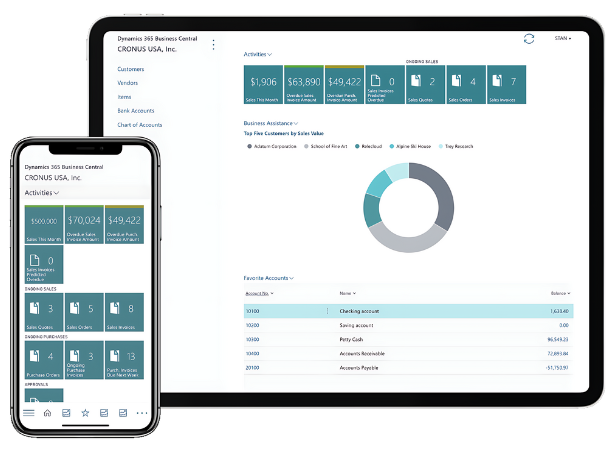 Dynamics 365 Business Central
CRONUS USA, Inc.
STAN
Customers
Vendors
Items
Bank Accounts
Chart of Accounts
Activities
ONGOING SALES
$1,906
Sales This Month
$63,890
Overdue Sales
Invoice Amount
$49,422
Overdue Purch.
Invoice Amount
0
Sales Invoices
Predicted
Overdue
2
Sales Quotes
4
Sales Orders
7
Sales Invoices
Business Assistance
Top Five Customers by Sales Value
Adatum Corporation School of Fine Art Relecloud Alpine Ski House Trey Research
Favorite Accounts
Account No. Name Balance
10100 Checking account 1,636.40
10200 Saving account 0.00
10300 Petty Cash 96,549.23
10400 Accounts Receivable 72,893.84
20100 Accounts Payable -51,750.91
Dynamics 365 Business Central
CRONUS USA, Inc.
Activities
$500,000
Sales This Month
$70,024
Overdue Sales
Invoice Amount
$49,422
Overdue Purch.
Invoice Amount
0
Sales Invoices
Predicted
Overdue
ONGOING SALES
3
Sales Quotes
5
Sales Orders
8
Sales Invoices
ONGOING PURCHASES
4
Purchase Orders
3
Ongoing
Purchase
Invoices
13
Purch. Invoices
Due Next Week
APPROVALS